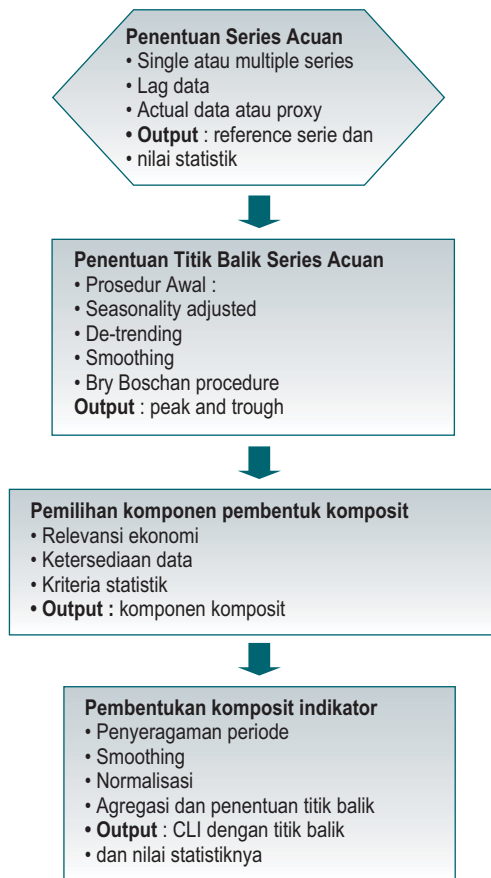 Penentuan Series Acuan
• Single atau multiple series
• Lag data
• Actual data atau proxy
• Output : reference serie dan
• nilai statistik
Penentuan Titik Balik Series Acuan
• Prosedur Awal :
• Seasonality adjusted
• De-trending
• Smoothing
• Bry Boschan procedure
Output : peak and trough
Pemilihan komponen pembentuk komposit
• Relevansi ekonomi
• Ketersediaan data
• Kriteria statistik
• Output : komponen komposit
Pembentukan komposit indikator
• Penyeragaman periode
• Smoothing
• Normalisasi
• Agregasi dan penentuan titik balik
• Output : CLI dengan titik balik
• dan nilai statistiknya